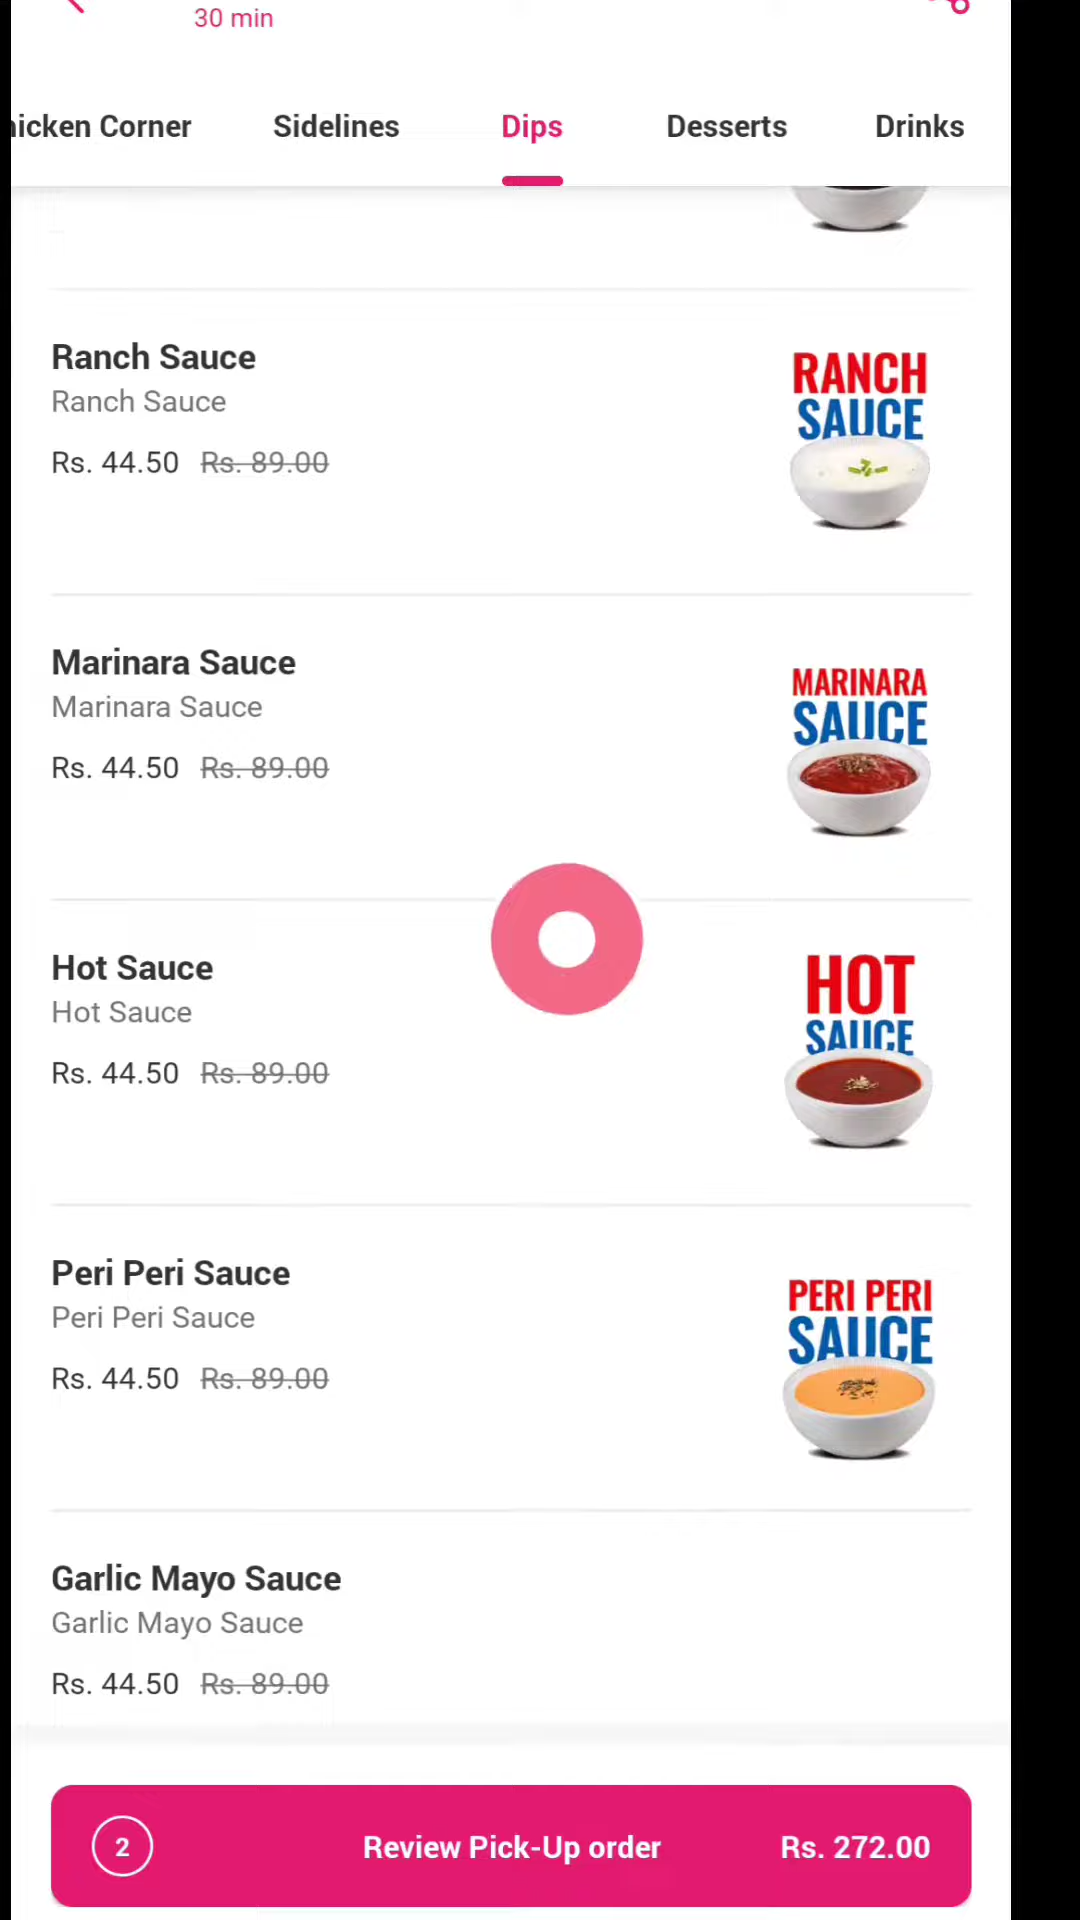 30 min
hicken Corner Sidelines Dips Desserts Drinks
Ranch Sauce
Ranch Sauce
Rs. 44.50 Rs. 89.00
RANCH
SAUCE
Marinara Sauce
Marinara Sauce
Rs. 44.50 Rs. 89.00
MARINARA
SAUCE
Hot Sauce
Hot Sauce
Rs. 44.50 Rs. 89.00
HOT
SAUCE
Peri Peri Sauce
Peri Peri Sauce
Rs. 44.50 Rs. 89.00
PERI PERI
SAUCE
Garlic Mayo Sauce
Garlic Mayo Sauce
Rs. 44.50 Rs. 89.00
2 Review Pick-Up order Rs. 272.00